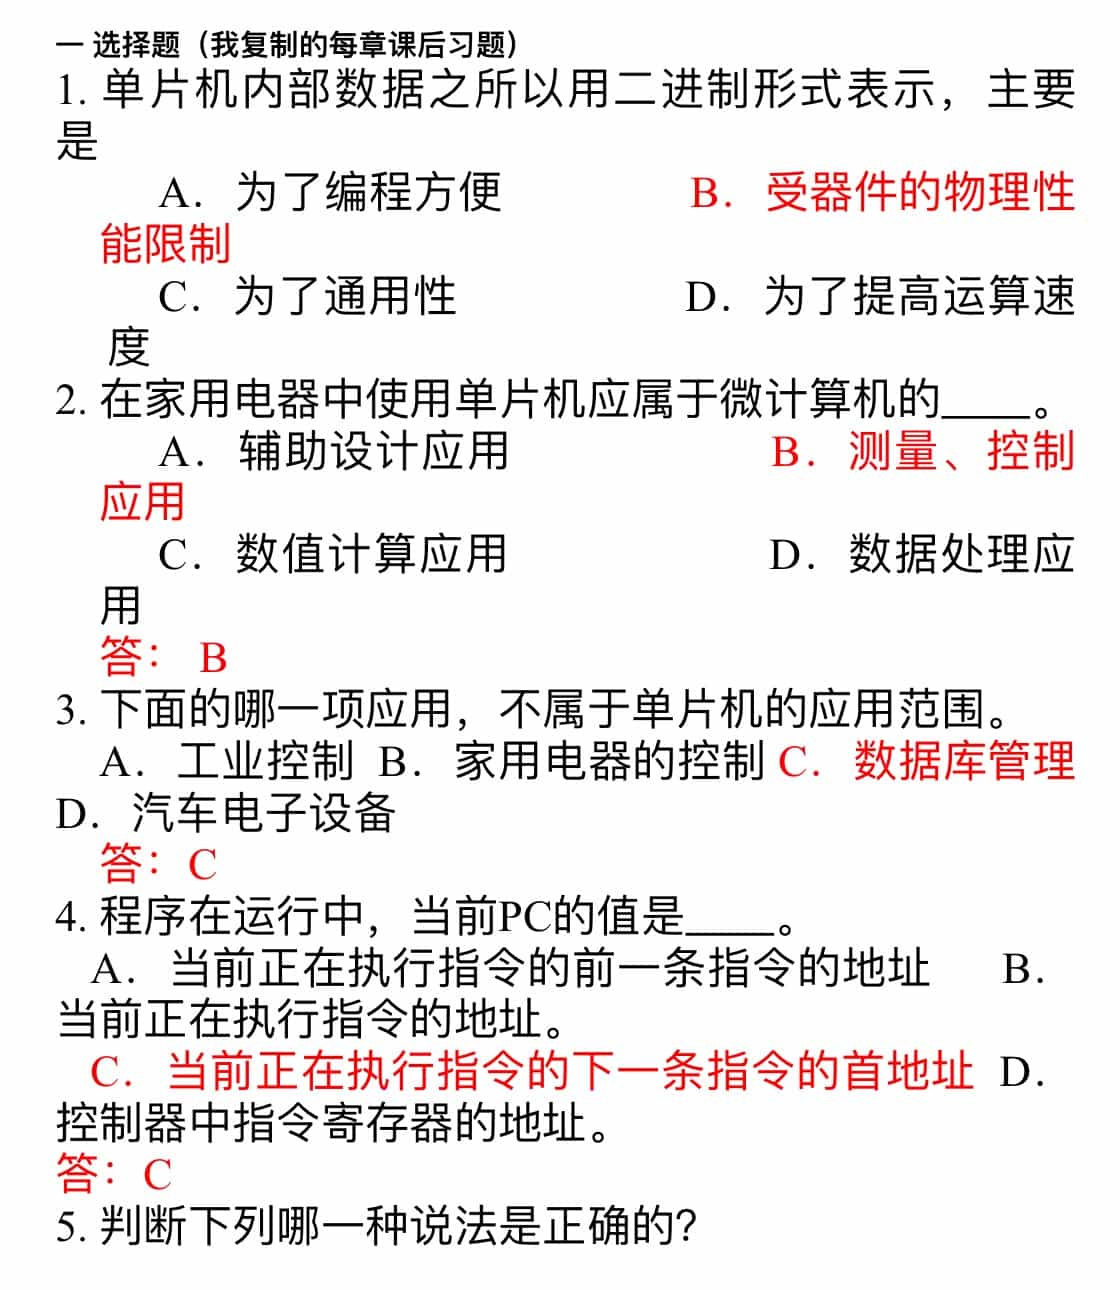 一 选择题（我复制的每章课后习题）
1. 单片机内部数据之所以用二进制形式表示，主要
是
A．为了编程方便 B．受器件的物理性
能限制
C．为了通用性 D．为了提高运算速
度
2. 在家用电器中使用单片机应属于微计算机的____。
A．辅助设计应用 B．测量、控制
应用
C．数值计算应用 D．数据处理应
用
答： B
3. 下面的哪一项应用，不属于单片机的应用范围。
A．工业控制 B．家用电器的控制 C．数据库管理
D．汽车电子设备
答：C
4. 程序在运行中，当前PC的值是____。
A．当前正在执行指令的前一条指令的地址 B．
当前正在执行指令的地址。
C．当前正在执行指令的下一条指令的首地址 D．
控制器中指令寄存器的地址。
答：C
5. 判断下列哪一种说法是正确的？